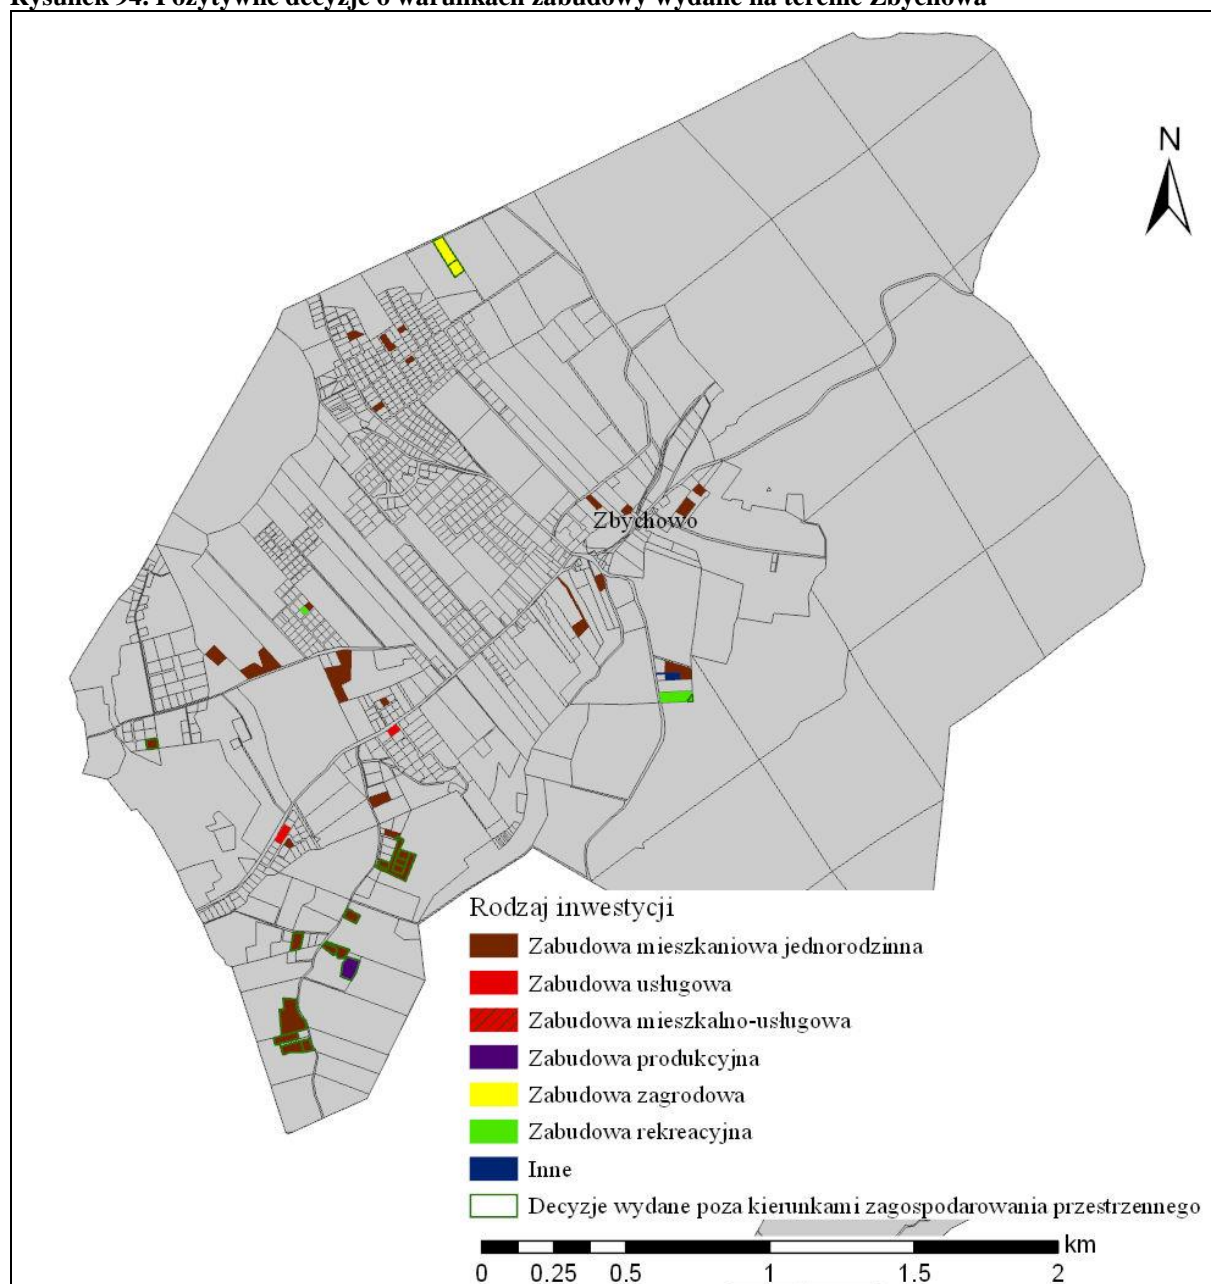 Rysunek 94. Pozytywne decyzje o warunkach zabudowy wydane na terenie Zbychowa
N
Zbychowo
Rodzaj inwestycji
Zabudowa mieszkaniowa jednorodzinna
Zabudowa usługowa
Zabudowa mieszkalno-usługowa
Zabudowa produkcyjna
Zabudowa zagrodowa
Zabudowa rekreacyjna
Inne
Decyzje wydane poza kierunkami zagospodarowania przestrzennego
km
0 0.25 0.5 1 1.5 2